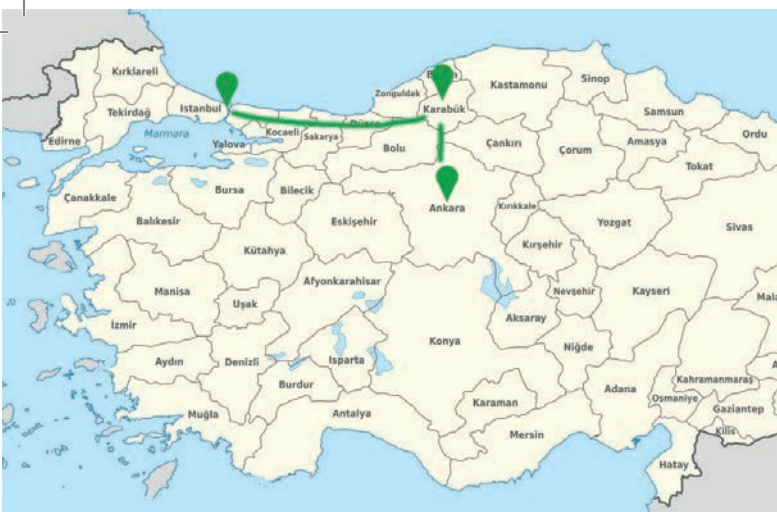 Kırklareli
Edirne
Tekirdağ
Istanbul
Marmara
Yalova
Kocaeli
Sakarya
Zonguldak
Karabük
Kastamonu
Sinop
Samsun
Ordu
Bolu
Çankırı
Çorum
Amasya
Tokat
Çanakkale
Balıkesir
Bursa
Bilecik
Eskişehir
Ankara
Kırıkkale
Yozgat
Sivas
Kütahya
Kırşehir
Manisa
Uşak
Afyonkarahisar
Nevşehir
Kayseri
İzmir
Aksaray
Konya
Niğde
Aydın
Denizli
Isparta
Burdur
Muğla
Antalya
Karaman
Mersin
Adana
Kahramanmaraş
Osmaniye
Gaziantep
Kilis
Hatay